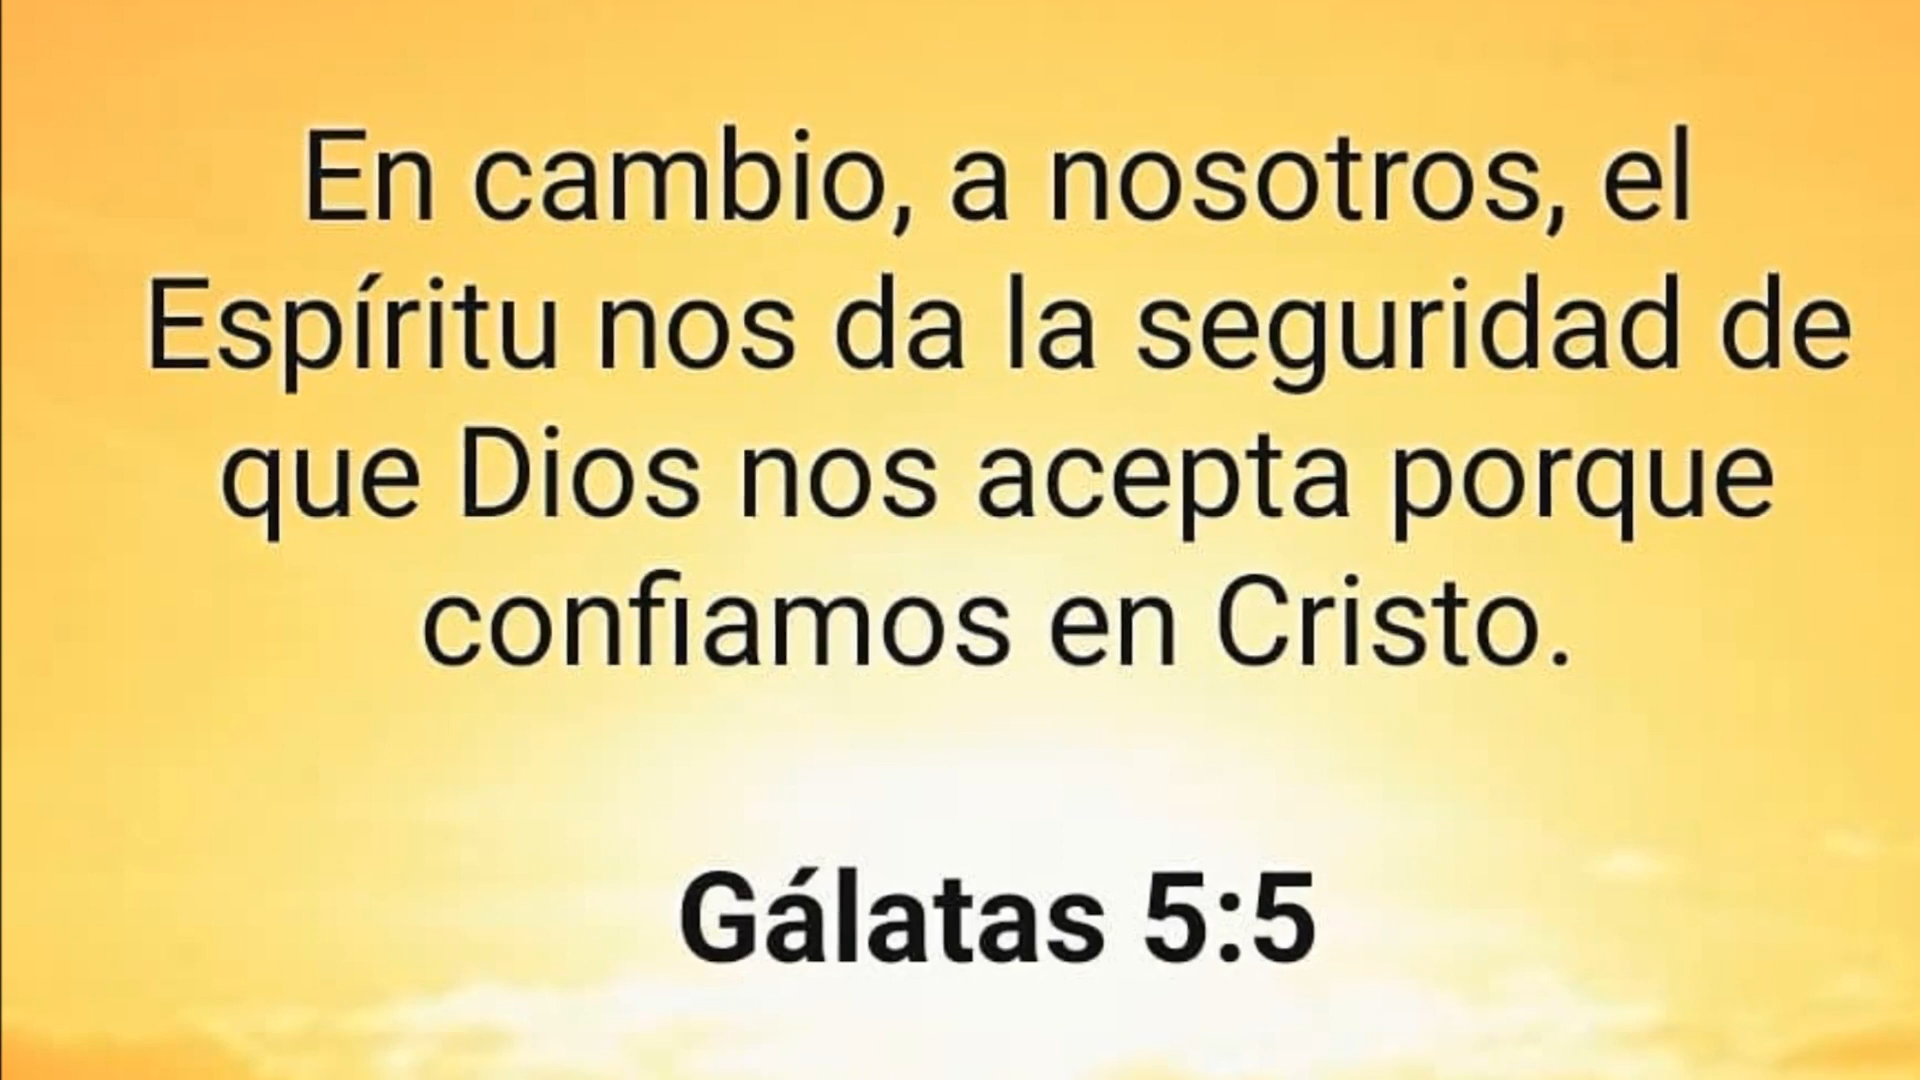 En cambio, a nosotros, el
Espíritu nos da la seguridad de
que Dios nos acepta porque
confiamos en Cristo.
Gálatas 5:5